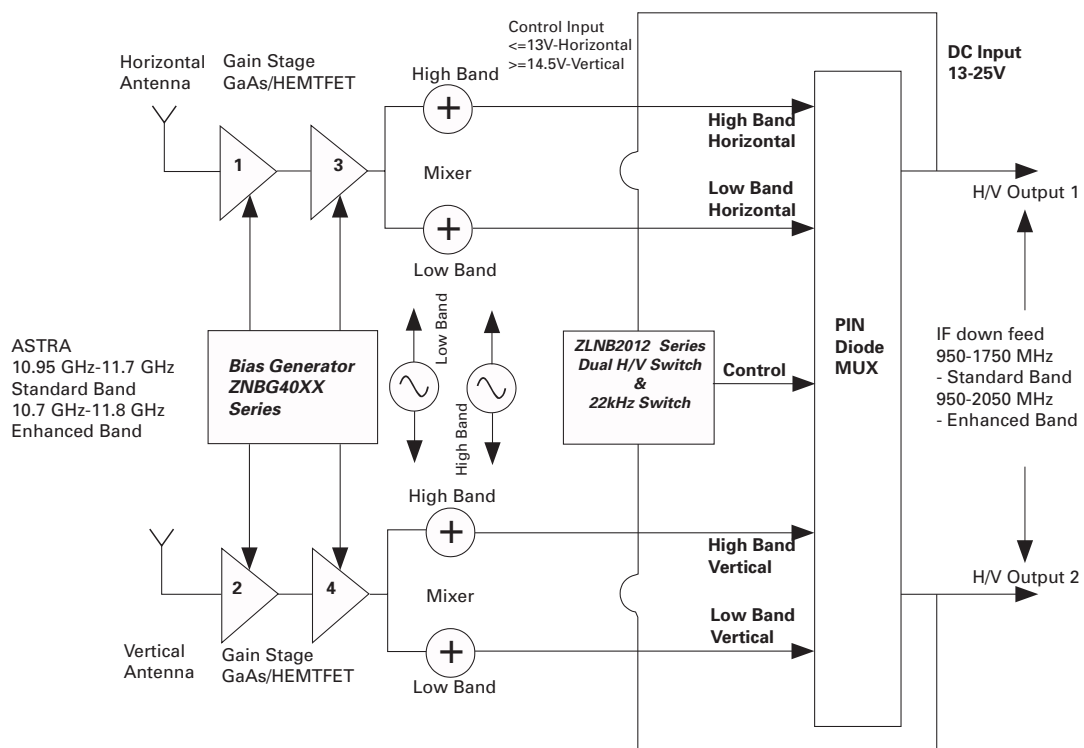 Control Input
<=13V-Horizontal
>=14.5V-Vertical
DC Input
13-25V
Horizontal
Antenna
Gain Stage
GaAs/HEMTFET
High Band
1
3
Mixer
High Band
Horizontal
Low Band
Horizontal
Low Band
H/V Output 1
ASTRA
10.95 GHz-11.7 GHz
Standard Band
10.7 GHz-11.8 GHz
Enhanced Band
Bias Generator
ZNBG40XX
Series
Low Band
High Band
ZLNB2012 Series
Dual H/V Switch
&
22kHz Switch
Control
PIN
Diode
MUX
IF down feed
950-1750 MHz
- Standard Band
950-2050 MHz
- Enhanced Band
High Band
2
4
Mixer
High Band
Vertical
Low Band
Vertical
H/V Output 2
Vertical
Antenna
Gain Stage
GaAs/HEMTFET
Low Band